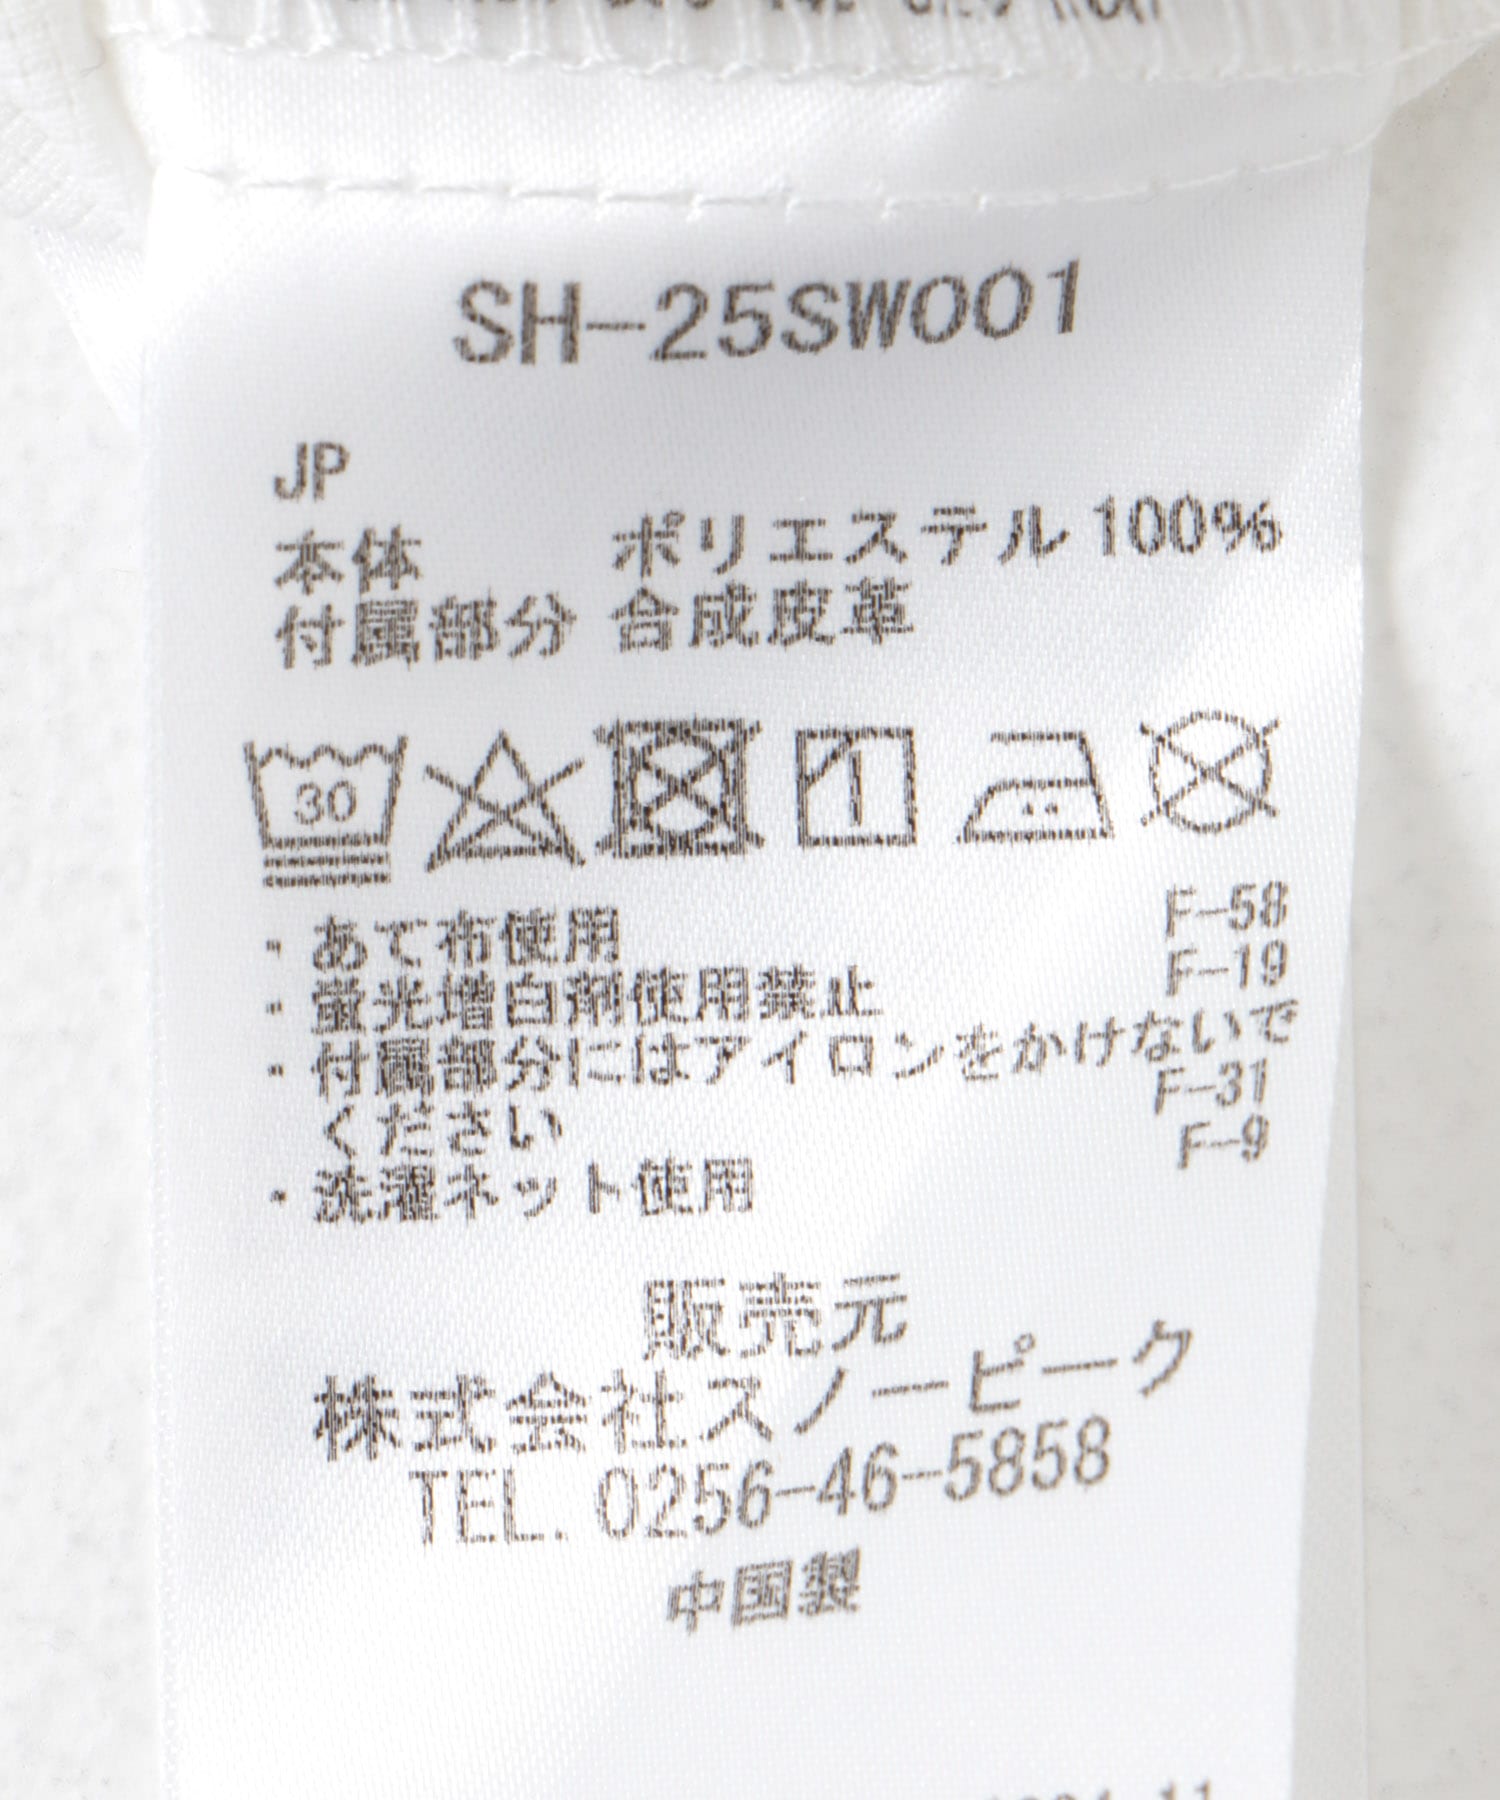 SH-25SW001
JP
本体 ポリエステル 100%
付属部分 合成皮革
30
・あて布使用 F-58
・蛍光増白剤使用禁止 F-19
・付属部分にはアイロンをかけないで
ください F-31
・洗濯ネット使用 F-9
販売元
株式会社スノーピーク
TEL. 0256-46-5858
中国製